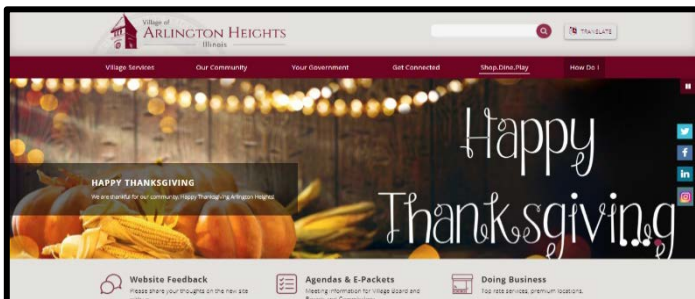 Village of
ARLINGTON HEIGHTS
Illinois
TRANSLATE
Village Services
Our Community
Your Government
Get Connected
Shop.Dine.Play
How Do I
Happy
Thanksgiving
HAPPY THANKSGIVING
We are thankful for our community. Happy Thanksgiving Arlington Heights!
Website Feedback
Please share your thoughts on the new site
Agendas & E-Packets
Meeting information for Village Board and
Doing Business
Top rate services, premium locations.